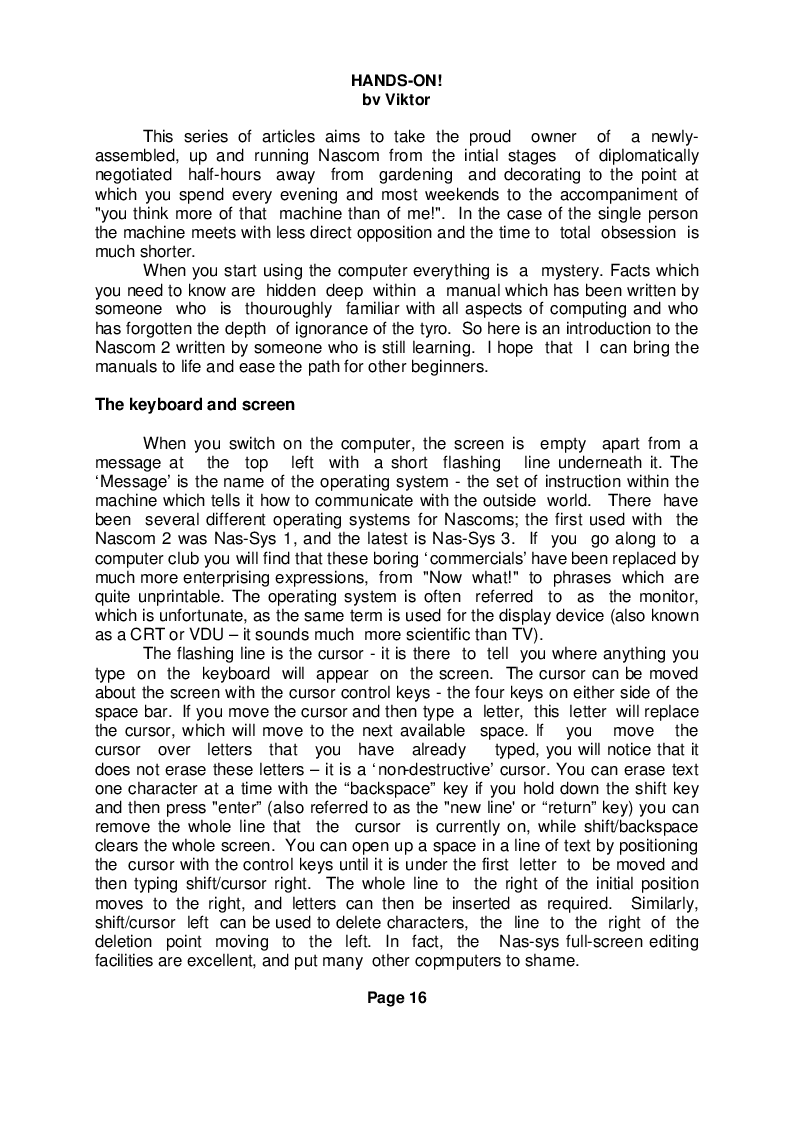 HANDS-ON!
bv Viktor
This series of articles aims to take the proud owner of a newly-
assembled, up and running Nascom from the intial stages of diplomatically
negotiated half-hours away from gardening and decorating to the point at
which you spend every evening and most weekends to the accompaniment of
"you think more of that machine than of me!". In the case of the single person
the machine meets with less direct opposition and the time to total obsession is
much shorter.
When you start using the computer everything is a mystery. Facts which
you need to know are hidden deep within a manual which has been written by
someone who is thouroughly familiar with all aspects of computing and who
has forgotten the depth of ignorance of the tyro. So here is an introduction to the
Nascom 2 written by someone who is still learning. I hope that I can bring the
manuals to life and ease the path for other beginners.
The keyboard and screen
When you switch on the computer, the screen is empty apart from a
message at the top left with a short flashing line underneath it. The
‘Message’ is the name of the operating system - the set of instruction within the
machine which tells it how to communicate with the outside world. There have
been several different operating systems for Nascoms; the first used with the
Nascom 2 was Nas-Sys 1, and the latest is Nas-Sys 3. If you go along to a
computer club you will find that these boring ‘commercials’ have been replaced by
much more enterprising expressions, from "Now what!" to phrases which are
quite unprintable. The operating system is often referred to as the monitor,
which is unfortunate, as the same term is used for the display device (also known
as a CRT or VDU – it sounds much more scientific than TV).
The flashing line is the cursor - it is there to tell you where anything you
type on the keyboard will appear on the screen. The cursor can be moved
about the screen with the cursor control keys - the four keys on either side of the
space bar. If you move the cursor and then type a letter, this letter will replace
the cursor, which will move to the next available space. If you move the
cursor over letters that you have already typed, you will notice that it
does not erase these letters – it is a ‘non-destructive’ cursor. You can erase text
one character at a time with the “backspace” key if you hold down the shift key
and then press "enter” (also referred to as the "new line' or “return” key) you can
remove the whole line that the cursor is currently on, while shift/backspace
clears the whole screen. You can open up a space in a line of text by positioning
the cursor with the control keys until it is under the first letter to be moved and
then typing shift/cursor right. The whole line to the right of the initial position
moves to the right, and letters can then be inserted as required. Similarly,
shift/cursor left can be used to delete characters, the line to the right of the
deletion point moving to the left. In fact, the Nas-sys full-screen editing
facilities are excellent, and put many other copmputers to shame.
Page 16